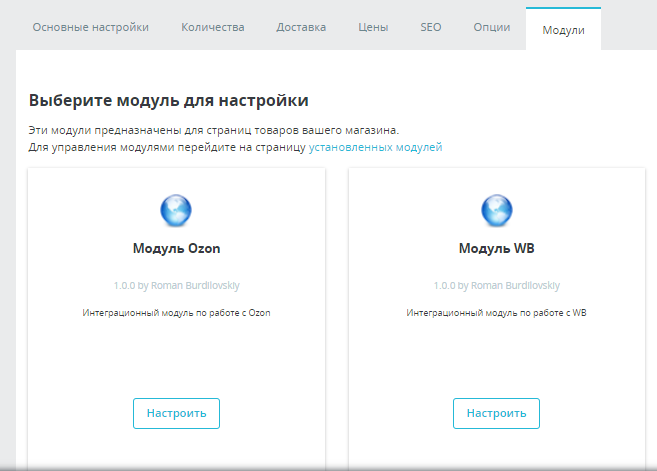 Основные настройки Количества Доставка Цены SEO Опции Модули
Выберите модуль для настройки
Эти модули предназначены для страниц товаров вашего магазина.
Для управления модулями перейдите на страницу установленных модулей
Модуль Ozon
1.0.0 by Roman Burdilovskiy
Интеграционный модуль по работе с Ozon
Настроить
Модуль WB
1.0.0 by Roman Burdilovskiy
Интеграционный модуль по работе с WB
Настроить